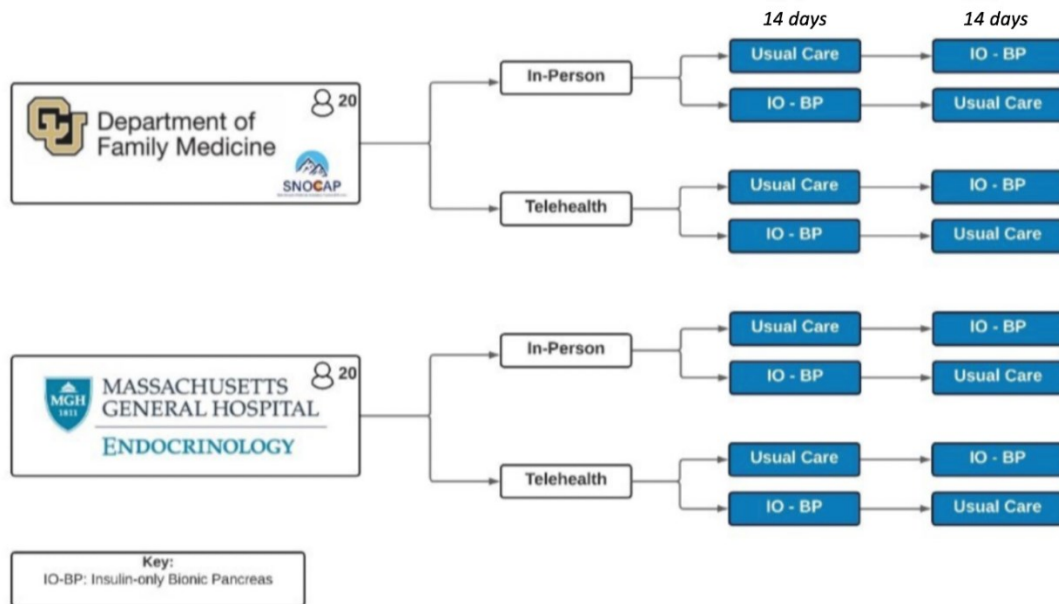 14 days 14 days
Usual Care IO - BP
In-Person
IO - BP Usual Care
20
CU Department of
Family Medicine
SNOCAP
Usual Care IO - BP
Telehealth
IO - BP Usual Care
Usual Care IO - BP
In-Person
IO - BP Usual Care
20
MGH
1811
MASSACHUSETTS
GENERAL HOSPITAL
ENDOCRINOLOGY
Usual Care IO - BP
Telehealth
IO - BP Usual Care
Key:
IO-BP: Insulin-only Bionic Pancreas